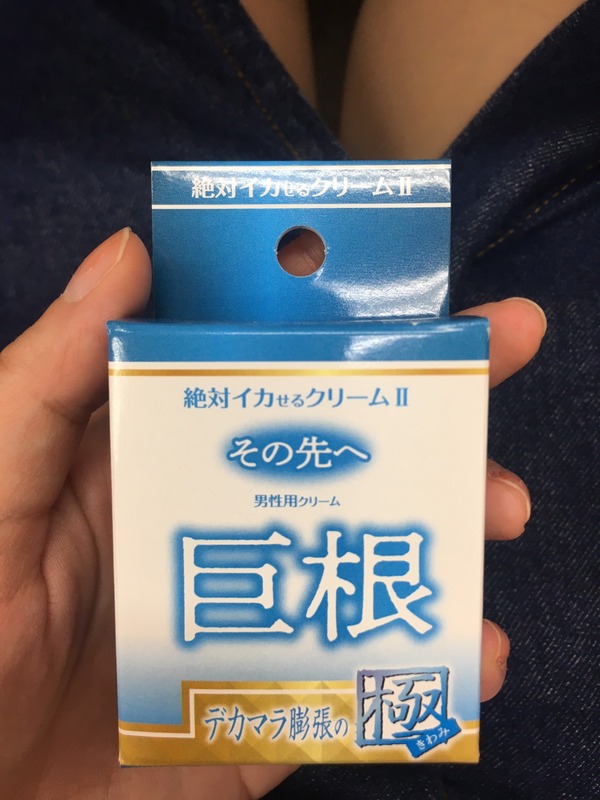 絶対イカせるクリームⅡ
絶対イカせるクリームⅡ
その先へ
男性用クリーム
巨根
デカマラ膨張の
極
きわみ